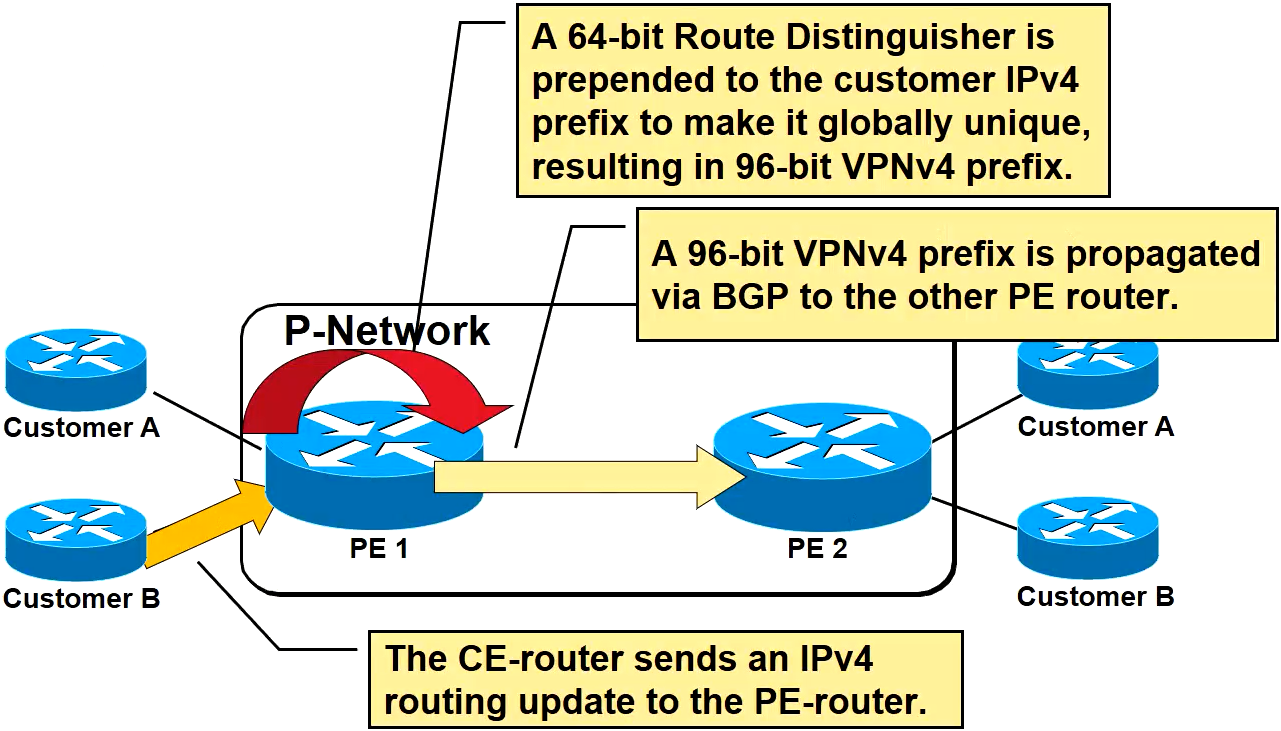 A 64-bit Route Distinguisher is
prepended to the customer IPv4
prefix to make it globally unique,
resulting in 96-bit VPNv4 prefix.
A 96-bit VPNv4 prefix is propagated
via BGP to the other PE router.
P-Network
Customer A
Customer A
PE 1
PE 2
Customer B
Customer B
The CE-router sends an IPv4
routing update to the PE-router.